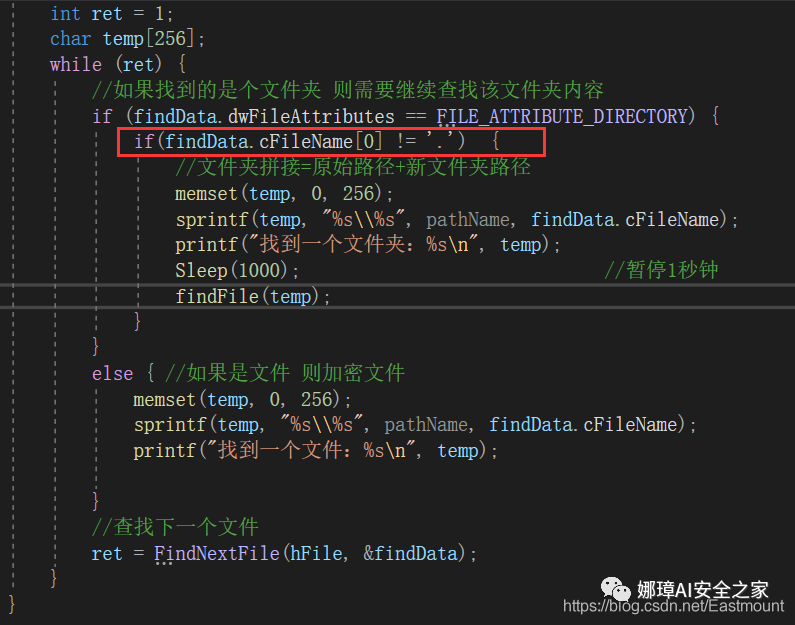 int ret = 1;
char temp[256];
while (ret) {
//如果找到的是个文件夹 则需要继续查找该文件夹内容
if (findData.dwFileAttributes == FILE_ATTRIBUTE_DIRECTORY) {
if(findData.cFileName[0] != '.') {
//文件夹拼接=原始路径+新文件夹路径
memset(temp, 0, 256);
sprintf(temp, "%s\\%s", pathName, findData.cFileName);
printf("找到一个文件夹：%s\n", temp);
Sleep(1000); //暂停1秒钟
findFile(temp);
}
}
else { //如果是文件 则加密文件
memset(temp, 0, 256);
sprintf(temp, "%s\\%s", pathName, findData.cFileName);
printf("找到一个文件：%s\n", temp);
}
//查找下一个文件
ret = FindNextFile(hFile, &findData);
}
}
娜璋AI安全之家
https://blog.csdn.net/Eastmount